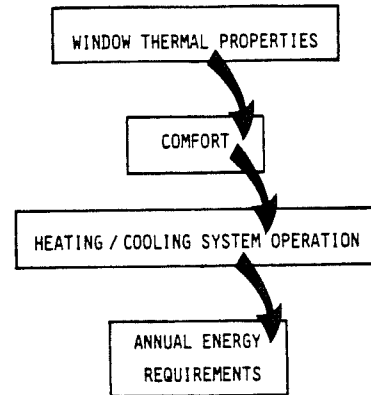 WINDOW THERMAL PROPERTIES
COMFORT
HEATING / COOLING SYSTEM OPERATION
ANNUAL ENERGY
REQUIREMENTS